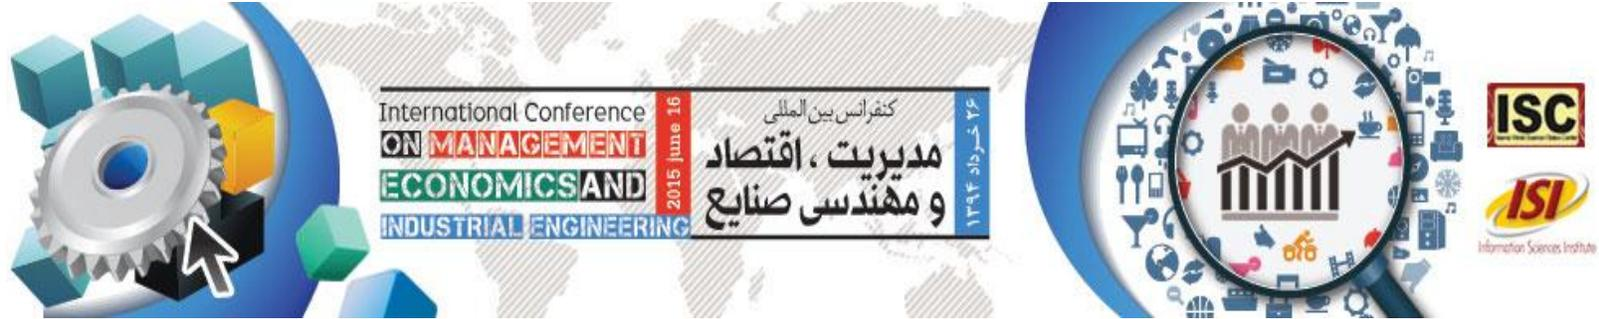 International Conference
ON MANAGEMENT
ECONOMICS AND
INDUSTRIAL ENGINEERING
2015 june 16
کنفرانس بین المللی
مدیریت ، اقتصاد
و مهندسی صنایع
۲۶ خرداد ۱۳۹۴
ISC
ISI
Information Sciences Institute